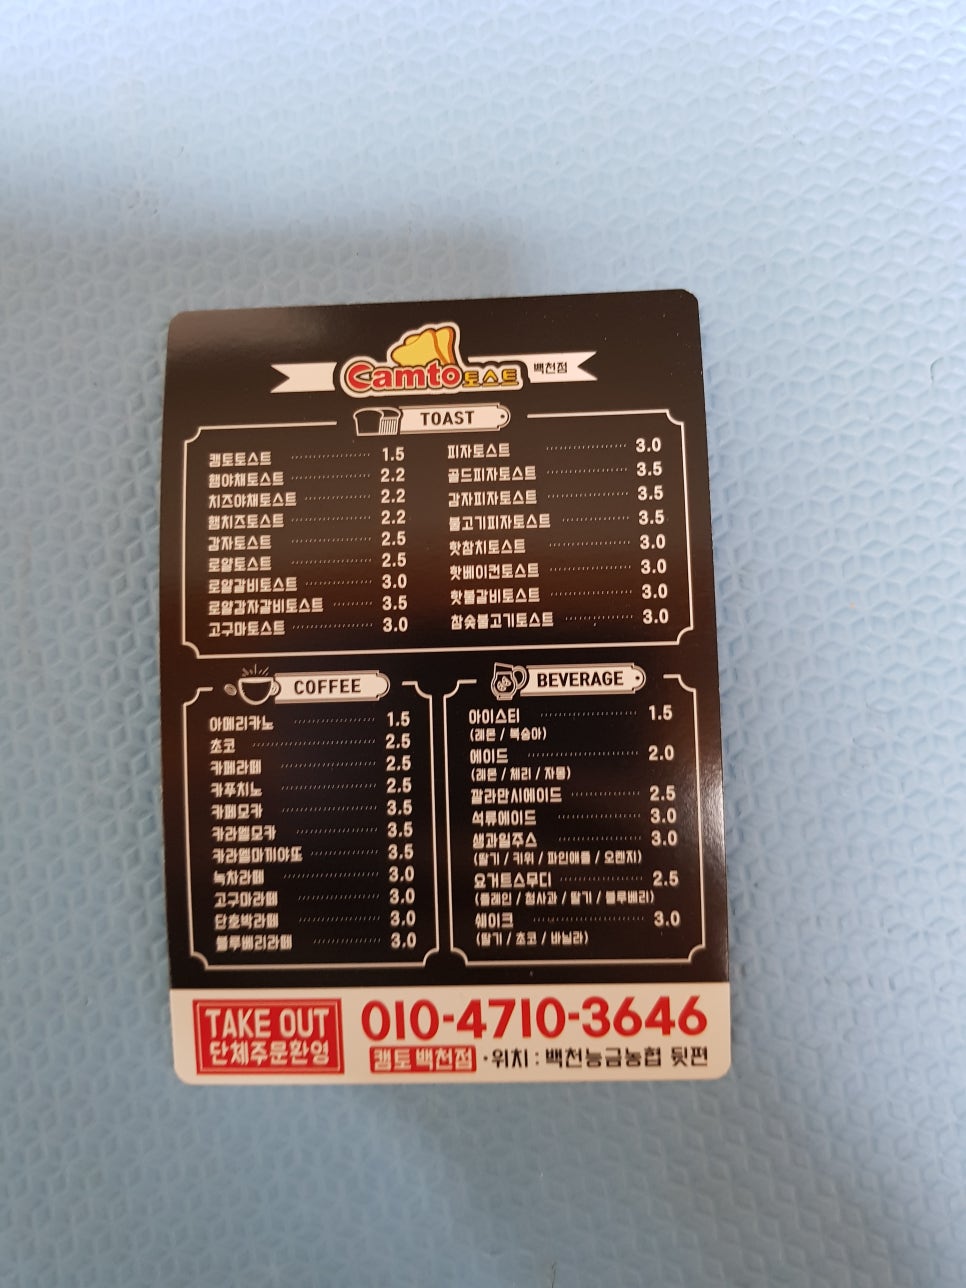 Camto토스트 백천점
TOAST
캠토토스트 1.5
햄야채토스트 2.2
치즈야채토스트 2.2
햄치즈토스트 2.2
감자토스트 2.5
로얄토스트 2.5
로얄갈비토스트 3.0
로얄감자갈비토스트 3.5
고구마토스트 3.0
피자토스트 3.0
골드피자토스트 3.5
감자피자토스트 3.5
불고기피자토스트 3.5
핫참치토스트 3.0
핫베이컨토스트 3.0
핫불갈비토스트 3.0
참숯불고기토스트 3.0
COFFEE
아메리카노 1.5
초코 2.5
카페라떼 2.5
카푸치노 2.5
카페모카 3.5
카라멜모카 3.5
카라멜마끼야또 3.5
녹차라떼 3.0
고구마라떼 3.0
단호박라떼 3.0
블루베리라떼 3.0
BEVERAGE
아이스티 1.5
(레몬 / 복숭아)
에이드 2.0
(레몬 / 체리 / 자몽)
깔라만시에이드 2.5
석류에이드 3.0
생과일주스 3.0
(딸기 / 키위 / 파인애플 / 오렌지)
요거트스무디 2.5
(플레인 / 청사과 / 딸기 / 블루베리)
쉐이크 3.0
(딸기 / 초코 / 바닐라)
TAKE OUT
단체주문환영
010-4710-3646
캠토 백천점 ·위치 : 백천능금농협 뒷편